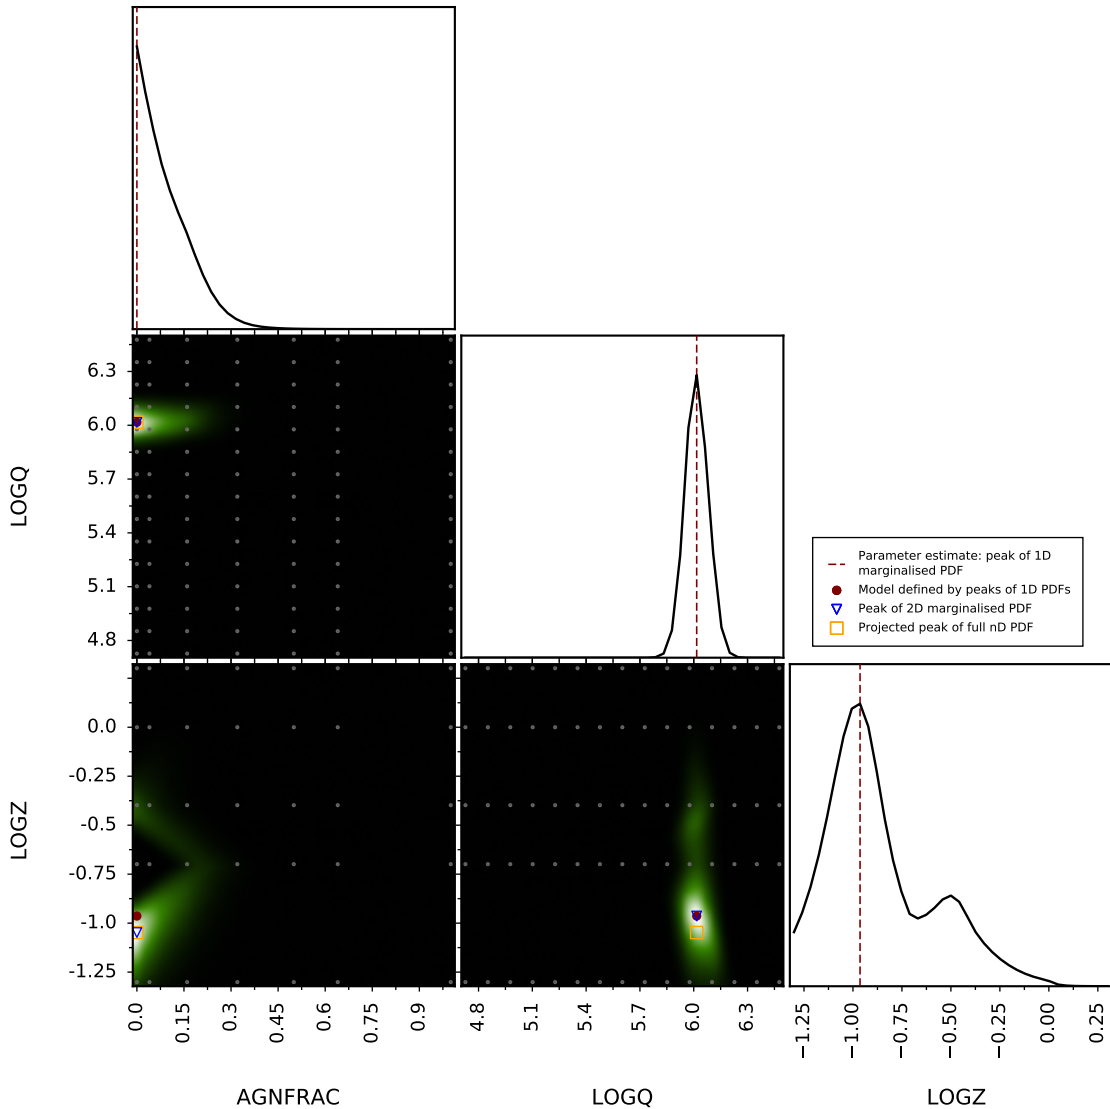 6.3
6.0
5.7
5.4
5.1
4.8
LOGQ
Parameter estimate: peak of 1D
marginalised PDF
Model defined by peaks of 1D PDFs
Peak of 2D marginalised PDF
Projected peak of full nD PDF
0.0
-0.25
-0.5
-0.75
-1.0
-1.25
LOGZ
0.0 0.15 0.3 0.45 0.6 0.75 0.9
4.8 5.1 5.4 5.7 6.0 6.3
−1.25 −1.00 −0.75 −0.50 −0.25 0.00 0.25
AGNFRAC LOGQ LOGZ